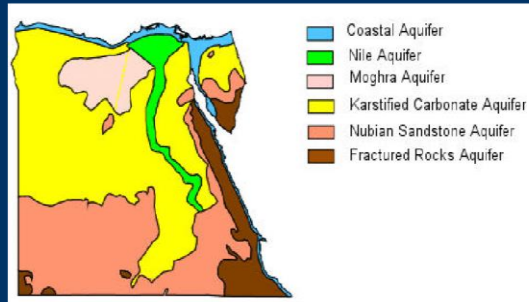 Coastal Aquifer
Nile Aquifer
Moghra Aquifer
Karstified Carbonate Aquifer
Nubian Sandstone Aquifer
Fractured Rocks Aquifer